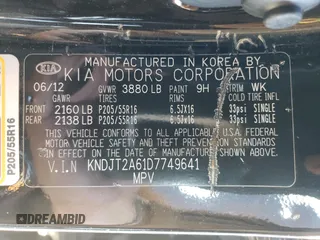 MANUFACTURED IN KOREA BY
KIA KIA MOTORS CORPORATION
06/12 GVWR 3880 LB PAINT 9H STRIM WK
GAWR TIRES RIMS COLD TIRE INFL
FRONT 2160 LB P205/55R16 6.5JX16 33psi SINGLE
REAR 2138 LB P205/55R16 6.5JX16 33psi SINGLE
THIS VEHICLE CONFORMS TO ALL APPLICABLE U.S.A FEDERAL
MOTOR VEHICLE SAFETY AND THEFT PREVENTION STANDARDS
IN EFFECT ON THE DATE OF MANUFACTURE SHOWN ABOVE
V.I.N KNDJT2A61D7749641
MPV
P205/55R16
DREAMBID